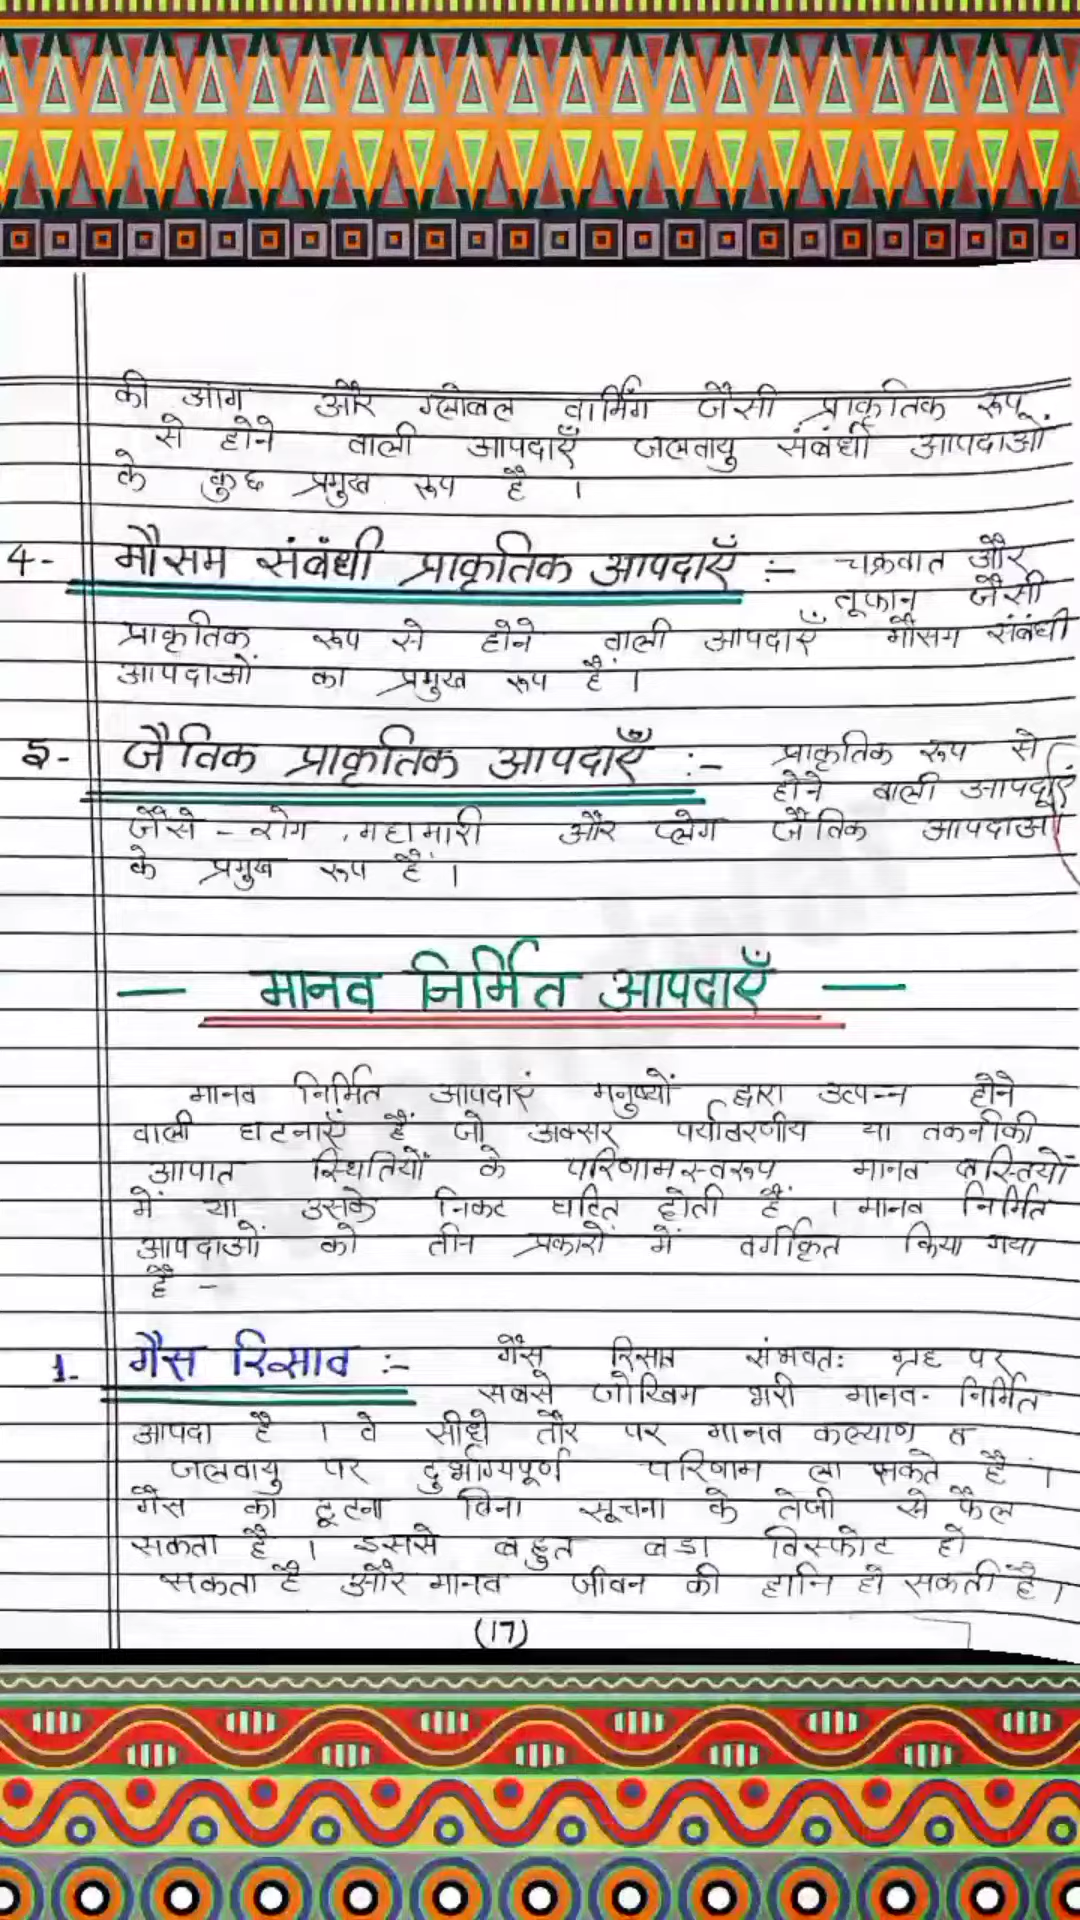 की आग और ग्लोबल वार्मिंग जैसी प्राकृतिक रूप
से होने वाली आपदाएँ जलवायु संबंधी आपदाओं
के कुछ प्रमुख रूप है ।
4- मौसम संबंधी प्राकृतिक आपदाएँ :- चक्रवात और
तूफान जैसी
प्राकृतिक रूप से होने वाली आपदाएँ मौसम संबंधी
आपदाओं का प्रमुख रूप हैं ।
5- जैविक प्राकृतिक आपदाएँ :- प्राकृतिक रूप से
होने वाली आपदाएँ
जैसे - रोग , महामारी और प्लेग जैविक आपदाओं
के प्रमुख रूप हैं ।
— मानव निर्मित आपदाएँ —
मानव निर्मित आपदाएं मनुष्यों द्वारा उत्पन्न होने
वाली घटनाएँ हैं जो अक्सर पर्यावरणीय या तकनीकी
आपात स्थितियों के परिणामस्वरूप मानव बस्तियों
में या उसके निकट घटित होती हैं । मानव निर्मित
आपदाओं को तीन प्रकारों में वर्गीकृत किया गया
है -
1- गैस रिसाव :- गैस रिसाव संभवतः ग्रह पर
सबसे जोखिम भरी मानव- निर्मित
आपदा है । वे सीधे तौर पर मानव कल्याण व
जलवायु पर दुर्भाग्यपूर्ण परिणाम ला सकते हैं ।
गैस का टूटना बिना सूचना के तेजी से फैल
सकता है । इससे बहुत बडा विस्फोट हो
सकता है और मानव जीवन की हानि हो सकती है ।
(17)